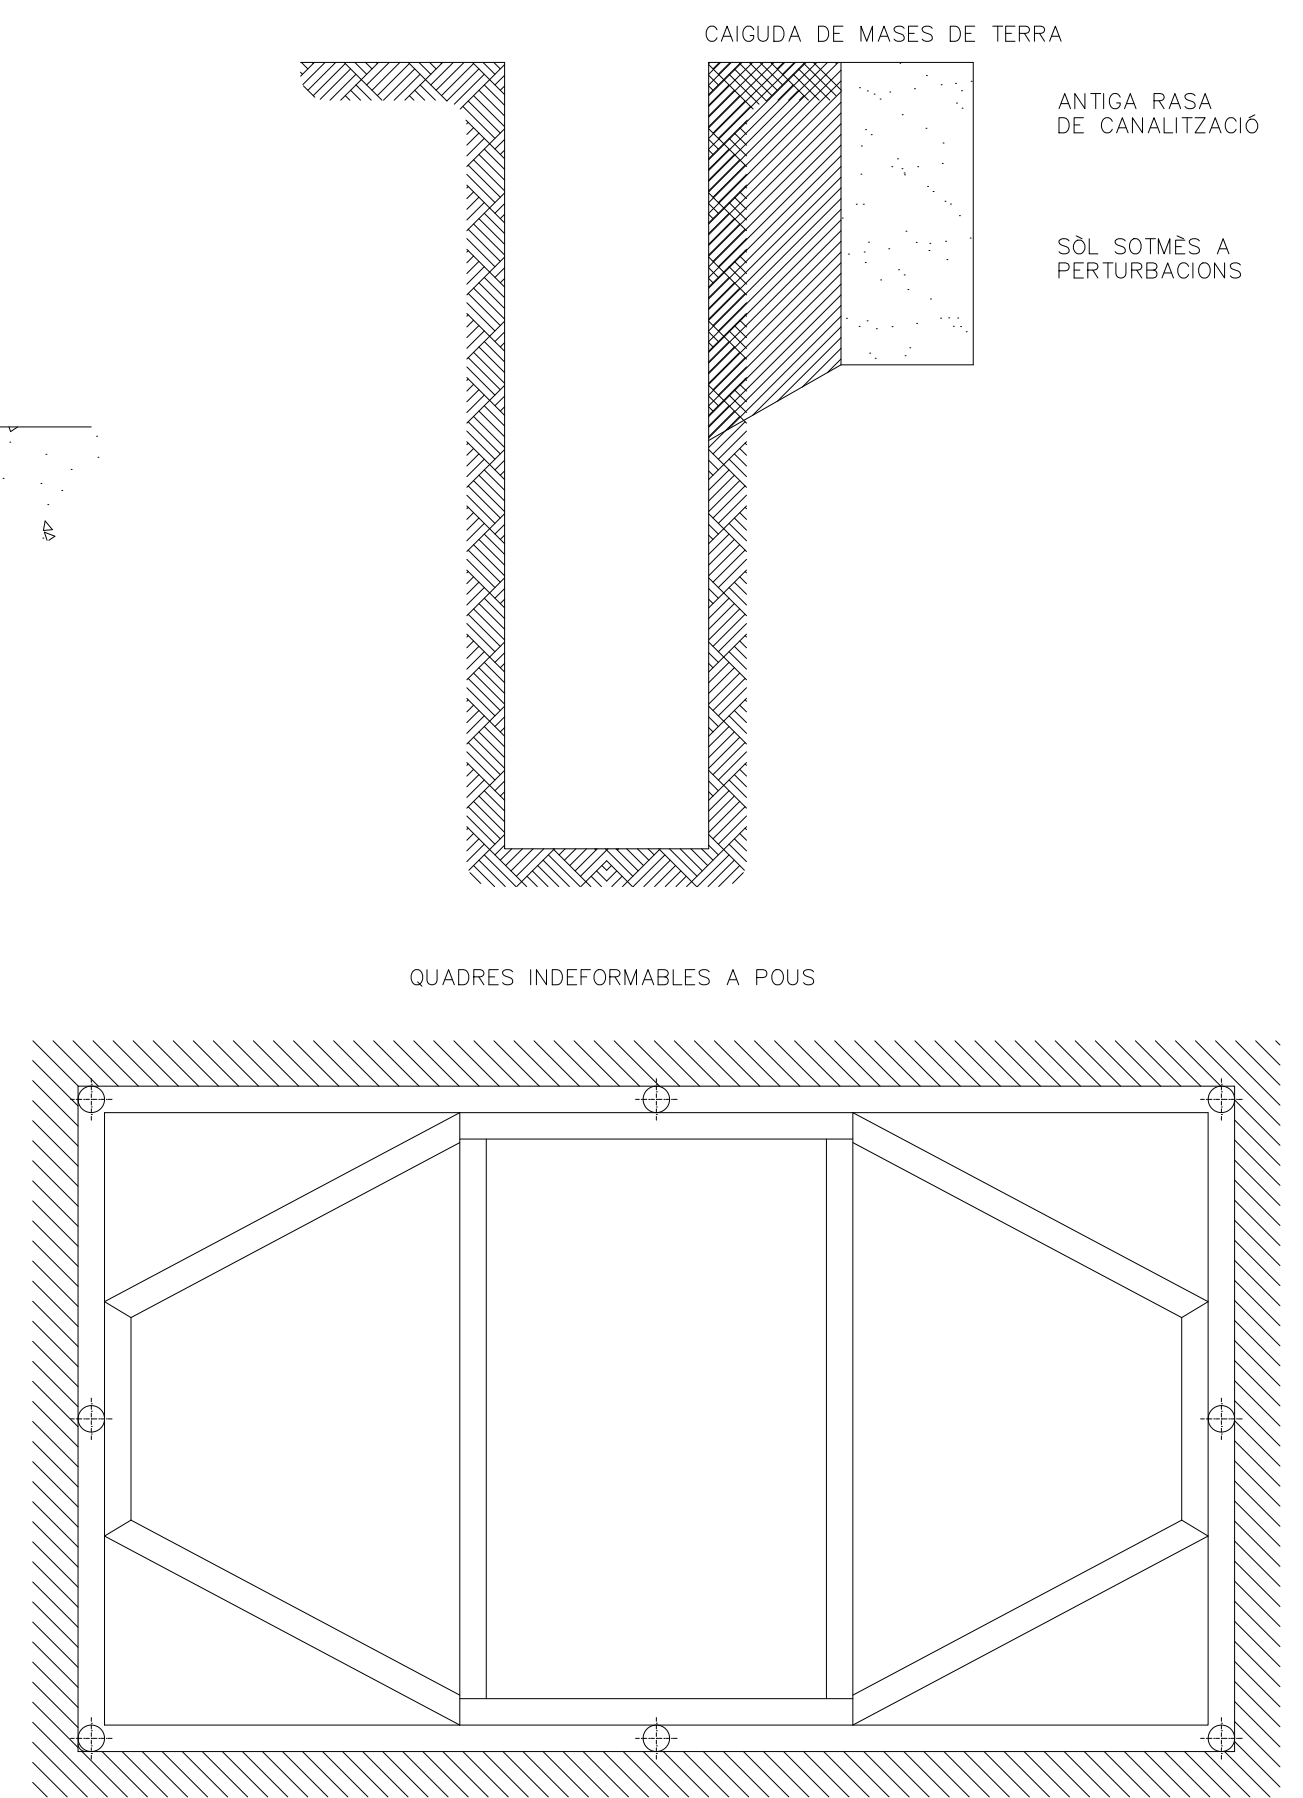 CAIGUDA DE MASES DE TERRA
ANTIGA RASA
DE CANALITZACIÓ
SÒL SOTMÈS A
PERTURBACIONS
QUADRES INDEFORMABLES A POUS